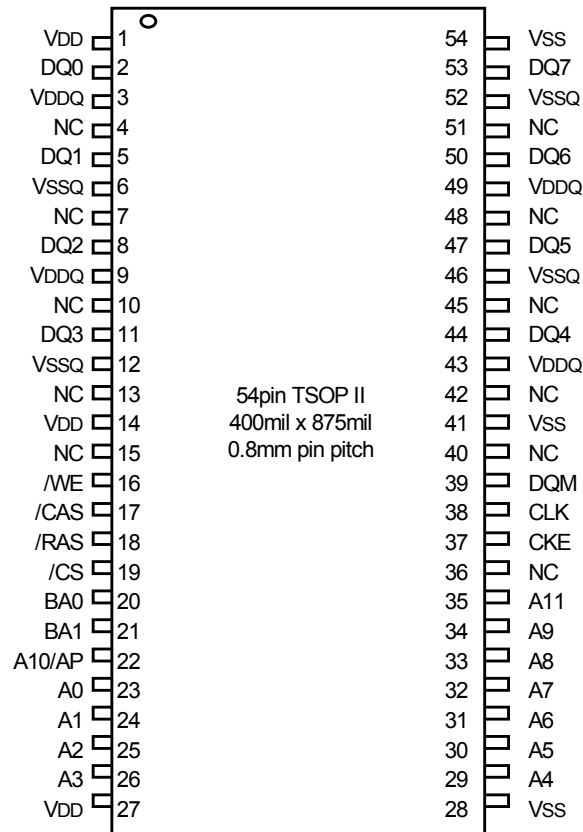 VDD 1 54 VSS
DQ0 2 53 DQ7
VDDQ 3 52 VSSQ
NC 4 51 NC
DQ1 5 50 DQ6
VSSQ 6 49 VDDQ
NC 7 48 NC
DQ2 8 47 DQ5
VDDQ 9 46 VSSQ
NC 10 45 NC
DQ3 11 44 DQ4
VSSQ 12 43 VDDQ
NC 13 54pin TSOP II 42 NC
VDD 14 400mil x 875mil 41 VSS
NC 15 0.8mm pin pitch 40 NC
/WE 16 39 DQM
/CAS 17 38 CLK
/RAS 18 37 CKE
/CS 19 36 NC
BA0 20 35 A11
BA1 21 34 A9
A10/AP 22 33 A8
A0 23 32 A7
A1 24 31 A6
A2 25 30 A5
A3 26 29 A4
VDD 27 28 VSS